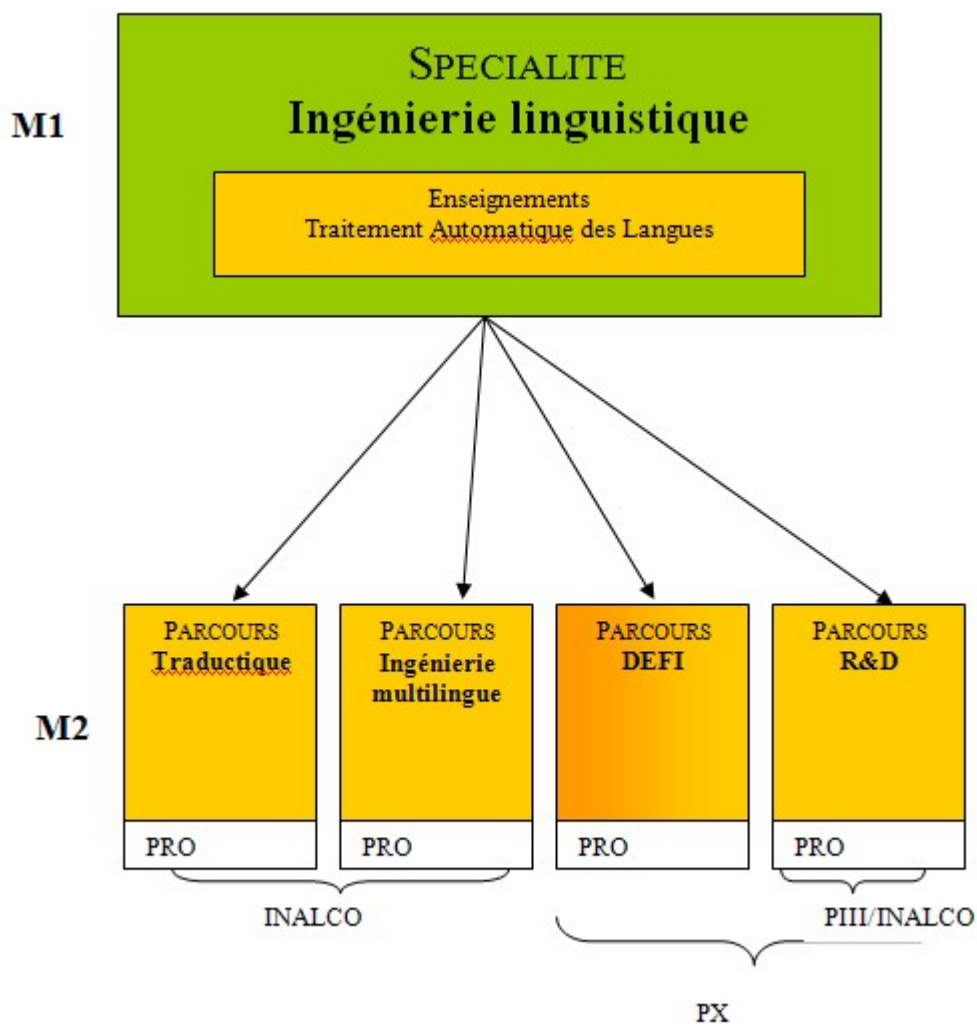 SPECIALITE
Ingénierie linguistique
M1
Enseignements
Traitement Automatique des Langues
PARCOURS
Traductique
PARCOURS
Ingénierie
multilingue
PARCOURS
DEFI
PARCOURS
R&D
M2
PRO
PRO
PRO
PRO
INALCO
PIII/INALCO
PX